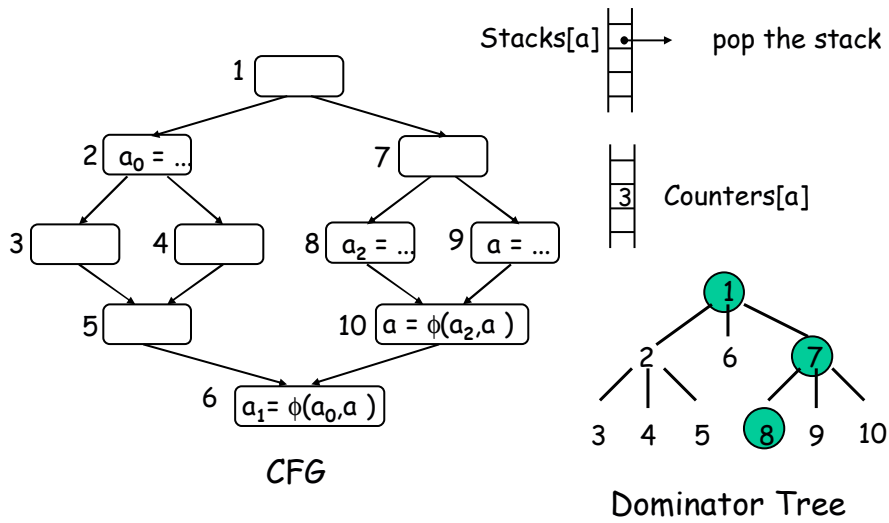 Stacks[a]
pop the stack
1
2
a₀ = ...
7
3
Counters[a]
3
4
8
a₂ = ...
9
a = ...
5
10
a = ϕ(a₂,a )
6
a₁= ϕ(a₀,a )
CFG
1
2
6
7
3
4
5
8
9
10
Dominator Tree